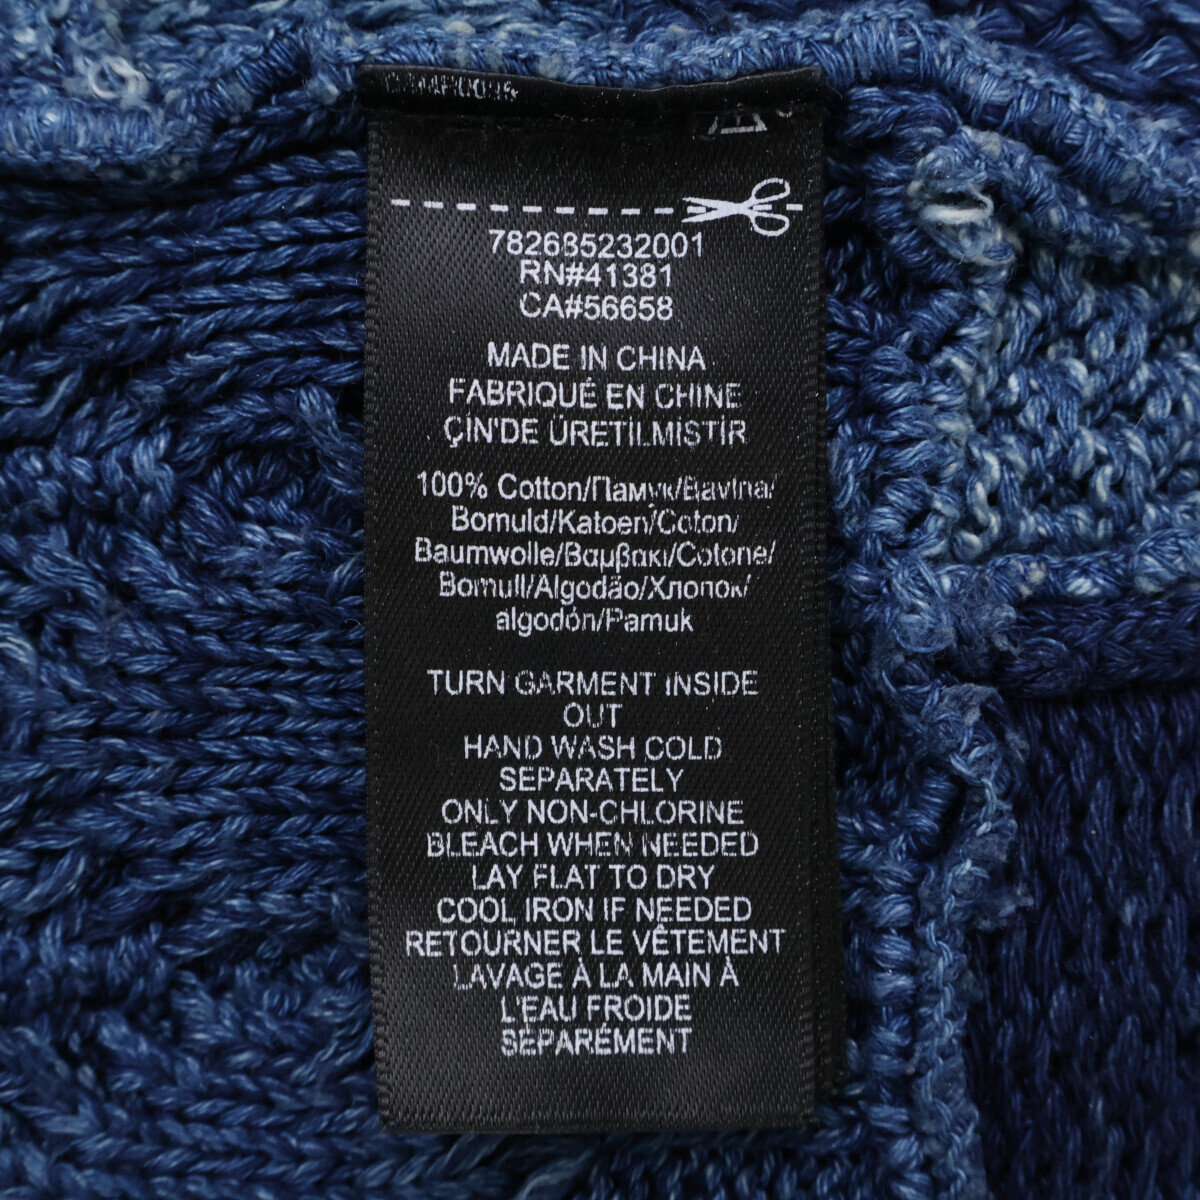 782685232001
RN#41381
CA#56658
MADE IN CHINA
FABRIQUÉ EN CHINE
ÇIN'DE ÜRETİLMİSTİR
100% Cotton/Памук/Bavlna/
Bomuld/Katoen/Coton/
Baumwolle/Βαμβακι/Cotone/
Bomull/Algodão/Хлопок/
algodón/Pamuk
TURN GARMENT INSIDE
OUT
HAND WASH COLD
SEPARATELY
ONLY NON-CHLORINE
BLEACH WHEN NEEDED
LAY FLAT TO DRY
COOL IRON IF NEEDED
RETOURNER LE VÊTEMENT
LAVAGE À LA MAIN À
L'EAU FROIDE
SÉPARÉMENT